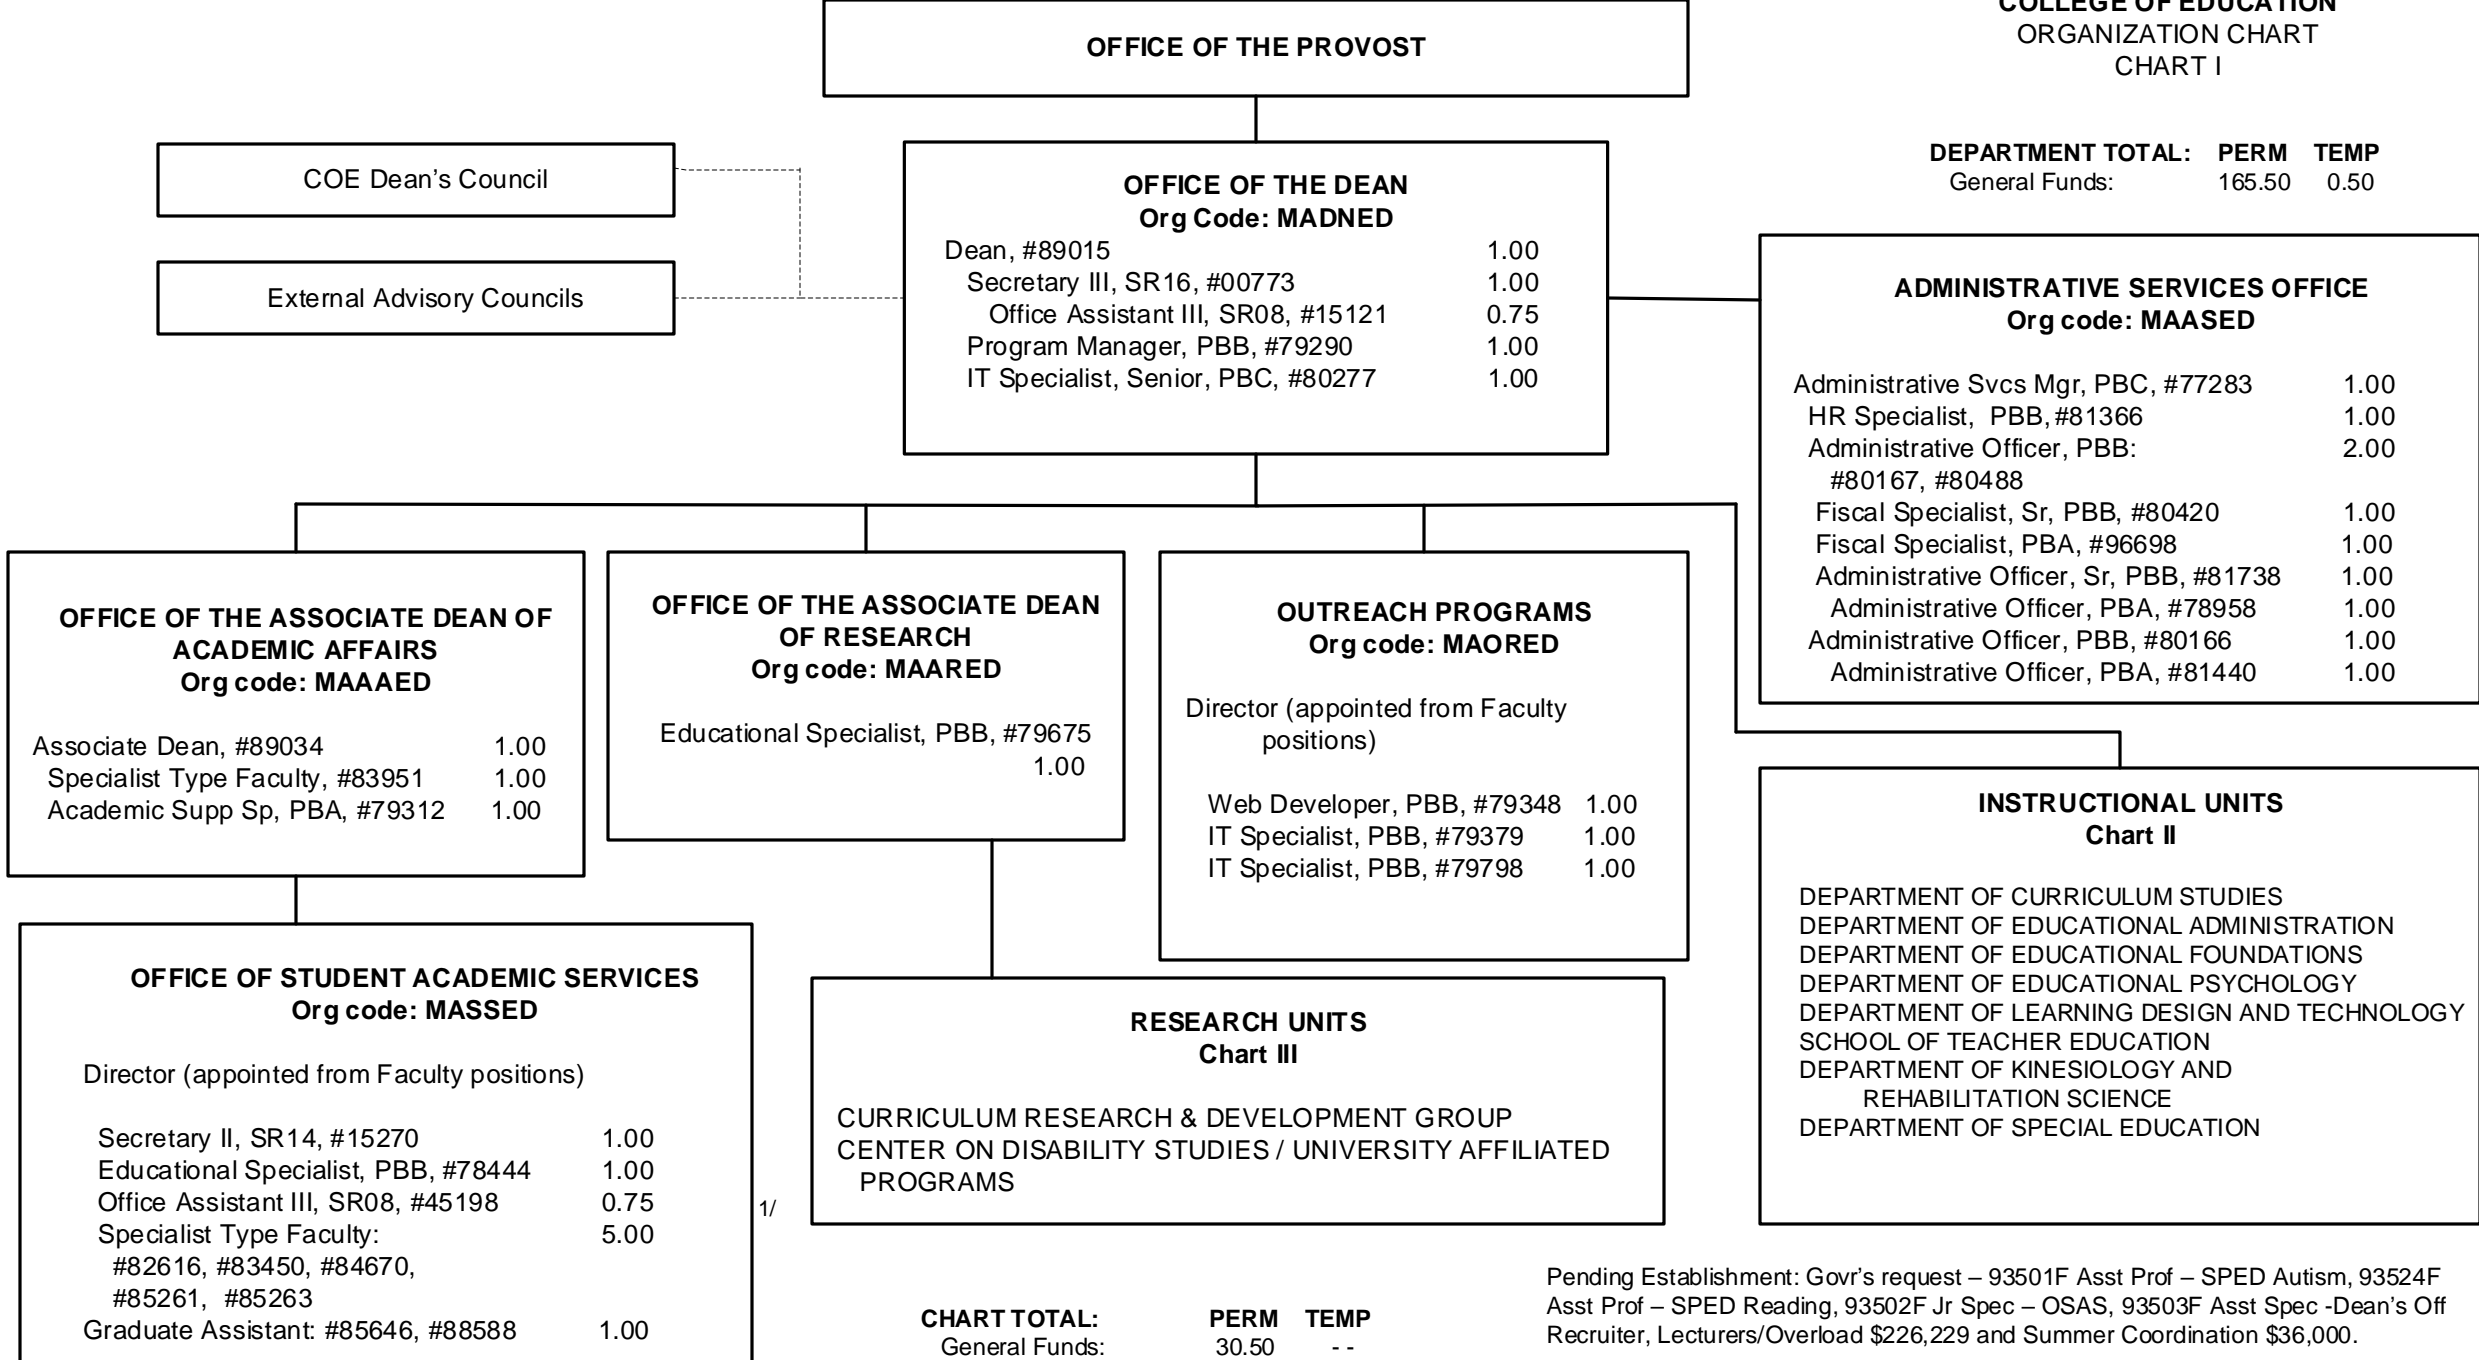 COLLEGE OF EDUCATION
ORGANIZATION CHART
CHART I
OFFICE OF THE PROVOST
DEPARTMENT TOTAL: PERM TEMP
General Funds: 165.50 0.50
COE Dean’s Council
External Advisory Councils
OFFICE OF THE DEAN
Org Code: MADNED
Dean, #89015 1.00
Secretary III, SR16, #00773 1.00
Office Assistant III, SR08, #15121 0.75
Program Manager, PBB, #79290 1.00
IT Specialist, Senior, PBC, #80277 1.00
ADMINISTRATIVE SERVICES OFFICE
Org code: MAASED
Administrative Svcs Mgr, PBC, #77283 1.00
HR Specialist, PBB, #81366 1.00
Administrative Officer, PBB: 2.00
#80167, #80488
Fiscal Specialist, Sr, PBB, #80420 1.00
Fiscal Specialist, PBA, #96698 1.00
Administrative Officer, Sr, PBB, #81738 1.00
Administrative Officer, PBA, #78958 1.00
Administrative Officer, PBB, #80166 1.00
Administrative Officer, PBA, #81440 1.00
OFFICE OF THE ASSOCIATE DEAN OF
ACADEMIC AFFAIRS
Org code: MAAAED
Associate Dean, #89034 1.00
Specialist Type Faculty, #83951 1.00
Academic Supp Sp, PBA, #79312 1.00
OFFICE OF THE ASSOCIATE DEAN
OF RESEARCH
Org code: MAARED
Educational Specialist, PBB, #79675
1.00
OUTREACH PROGRAMS
Org code: MAORED
Director (appointed from Faculty
positions)
Web Developer, PBB, #79348 1.00
IT Specialist, PBB, #79379 1.00
IT Specialist, PBB, #79798 1.00
INSTRUCTIONAL UNITS
Chart II
DEPARTMENT OF CURRICULUM STUDIES
DEPARTMENT OF EDUCATIONAL ADMINISTRATION
DEPARTMENT OF EDUCATIONAL FOUNDATIONS
DEPARTMENT OF EDUCATIONAL PSYCHOLOGY
DEPARTMENT OF LEARNING DESIGN AND TECHNOLOGY
SCHOOL OF TEACHER EDUCATION
DEPARTMENT OF KINESIOLOGY AND
REHABILITATION SCIENCE
DEPARTMENT OF SPECIAL EDUCATION
OFFICE OF STUDENT ACADEMIC SERVICES
Org code: MASSED
Director (appointed from Faculty positions)
Secretary II, SR14, #15270 1.00
Educational Specialist, PBB, #78444 1.00
Office Assistant III, SR08, #45198 0.75 1/
Specialist Type Faculty: 5.00
#82616, #83450, #84670,
#85261, #85263
Graduate Assistant: #85646, #88588 1.00
RESEARCH UNITS
Chart III
CURRICULUM RESEARCH & DEVELOPMENT GROUP
CENTER ON DISABILITY STUDIES / UNIVERSITY AFFILIATED
PROGRAMS
CHART TOTAL: PERM TEMP
General Funds: 30.50 - -
Pending Establishment: Govr’s request – 93501F Asst Prof – SPED Autism, 93524F
Asst Prof – SPED Reading, 93502F Jr Spec – OSAS, 93503F Asst Spec -Dean’s Off
Recruiter, Lecturers/Overload $226,229 and Summer Coordination $36,000.